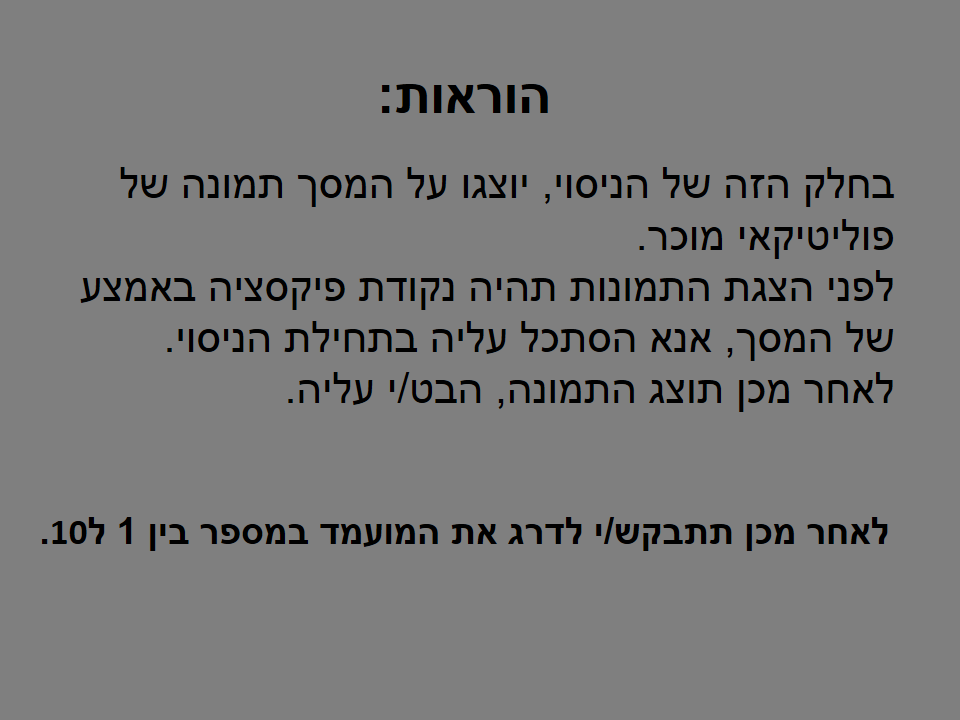 הוראות:
בחלק הזה של הניסוי, יוצגו על המסך תמונה של
פוליטיקאי מוכר.
לפני הצגת התמונות תהיה נקודת פיקסציה באמצע
של המסך, אנא הסתכל עליה בתחילת הניסוי.
לאחר מכן תוצג התמונה, הבט/י עליה.
לאחר מכן תתבקש/י לדרג את המועמד במספר בין 1 ל10.